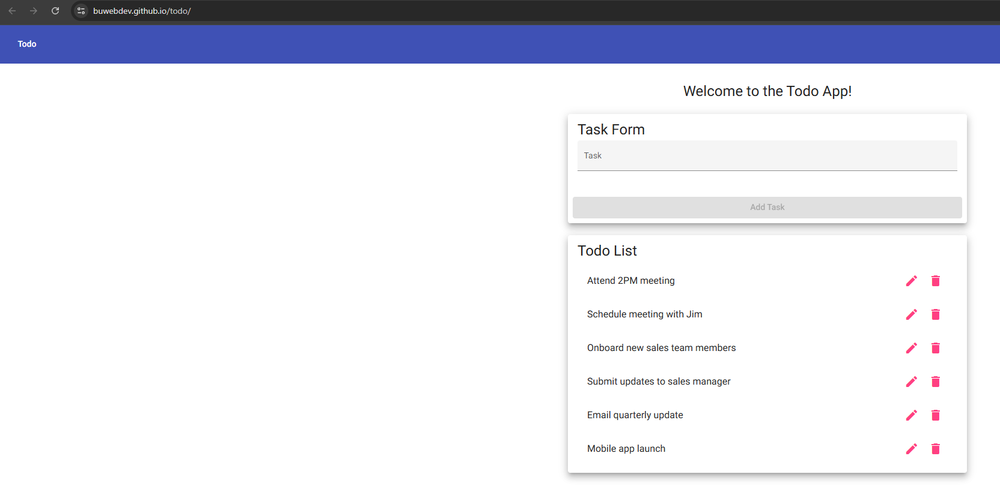 buwebdev.github.io/todo/
Todo
Welcome to the Todo App!
Task Form
Task
Add Task
Todo List
Attend 2PM meeting
Schedule meeting with Jim
Onboard new sales team members
Submit updates to sales manager
Email quarterly update
Mobile app launch